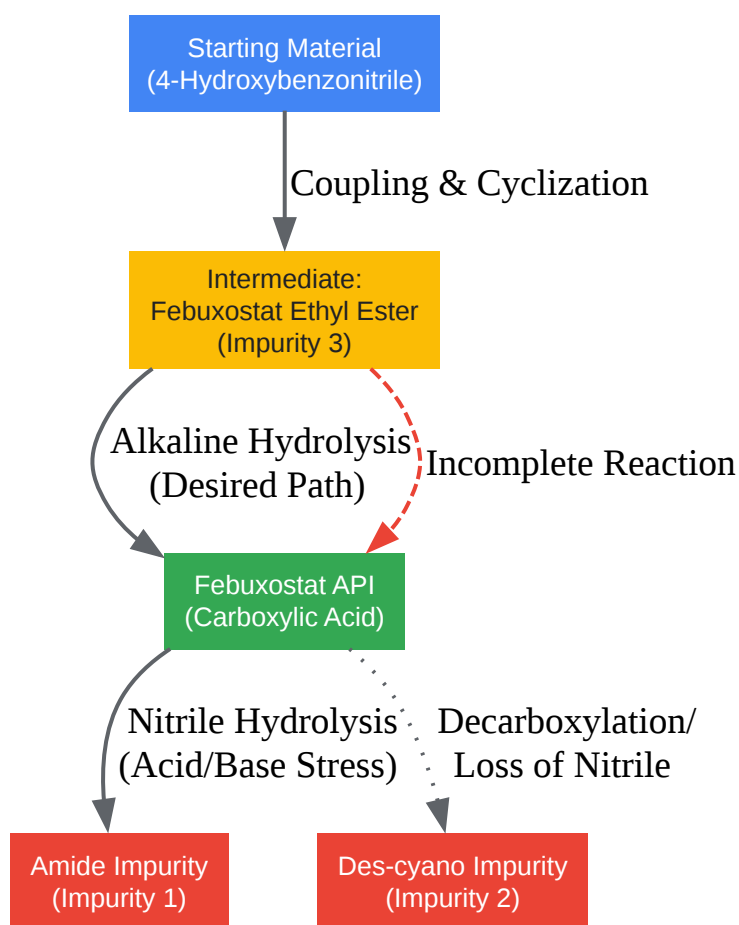 Starting Material
(4-Hydroxybenzonitrile)
Coupling & Cyclization
Intermediate:
Febuxostat Ethyl Ester
(Impurity 3)
Alkaline Hydrolysis
(Desired Path)
Incomplete Reaction
Febuxostat API
(Carboxylic Acid)
Nitrile Hydrolysis
(Acid/Base Stress)
Decarboxylation/
Loss of Nitrile
Amide Impurity
(Impurity 1)
Des-cyano Impurity
(Impurity 2)